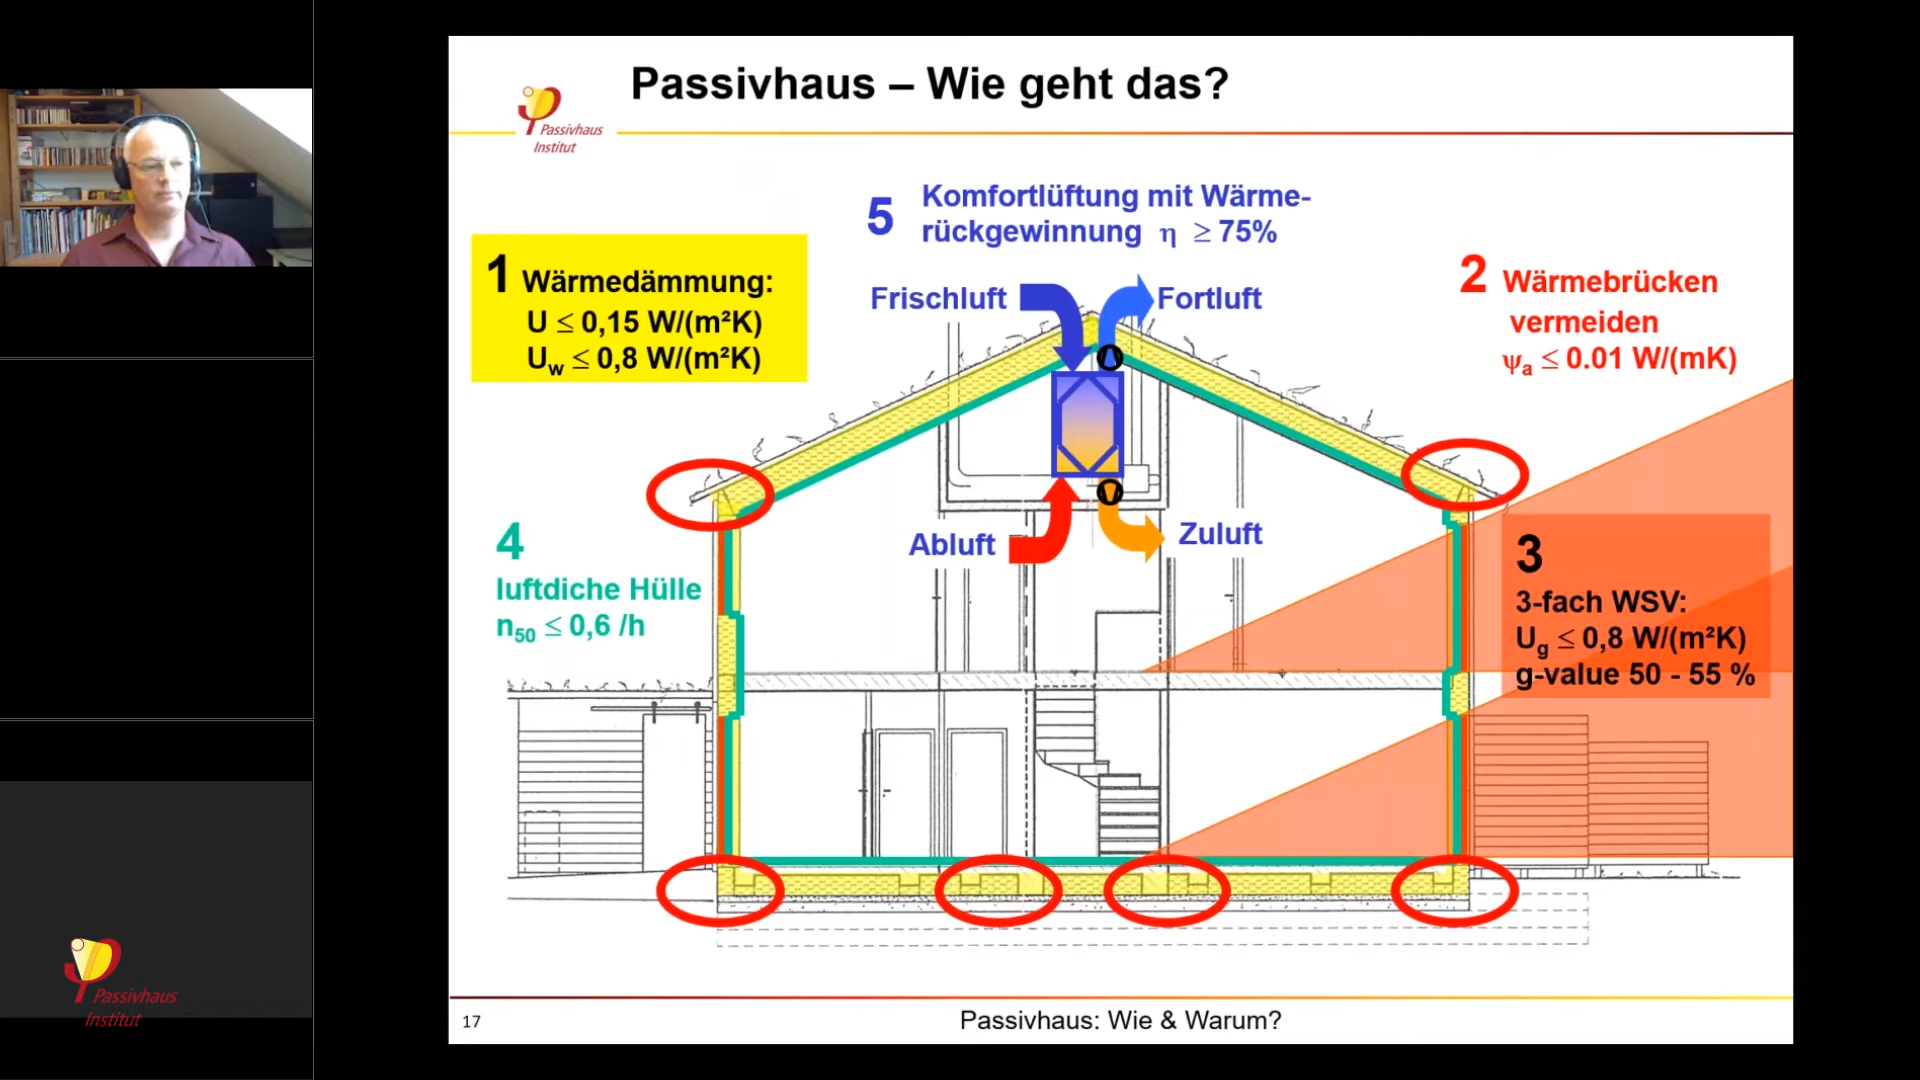 Passivhaus – Wie geht das?
Passivhaus
Institut
5 Komfortlüftung mit Wärme-
rückgewinnung η ≥ 75%
1 Wärmedämmung:
U ≤ 0,15 W/(m²K)
Uw ≤ 0,8 W/(m²K)
2 Wärmebrücken
vermeiden
ψa ≤ 0.01 W/(mK)
Frischluft
Fortluft
Abluft
Zuluft
4
luftdiche Hülle
n50 ≤ 0,6 /h
3
3-fach WSV:
Ug ≤ 0,8 W/(m²K)
g-value 50 - 55 %
17
Passivhaus: Wie & Warum?
Passivhaus
Institut